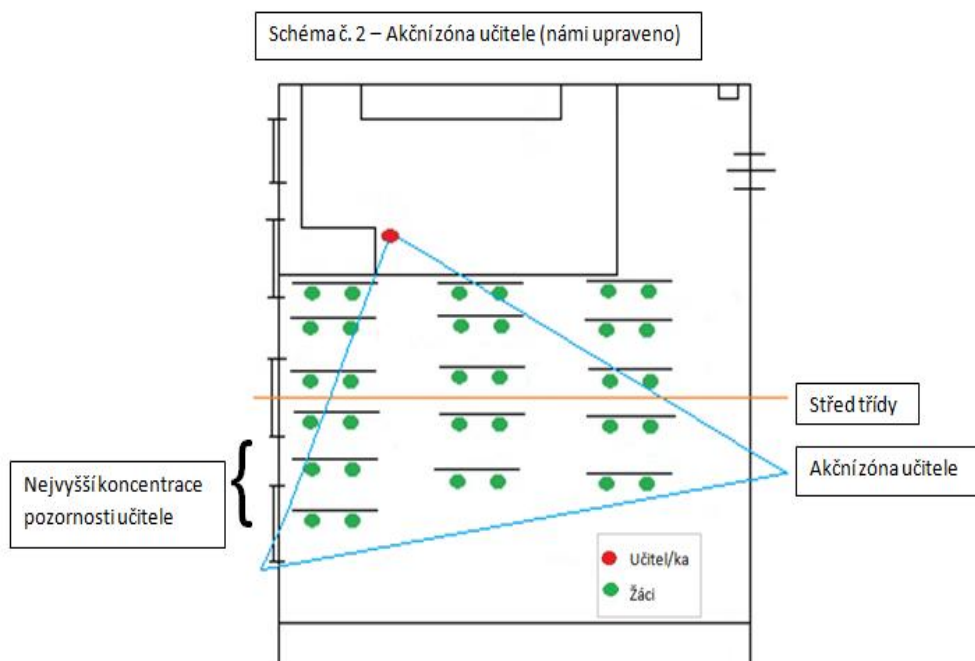 Schéma č. 2 – Akční zóna učitele (námi upraveno)
Střed třídy
Akční zóna učitele
Nejvyšší koncentrace
pozornosti učitele
Učitel/ka
Žáci